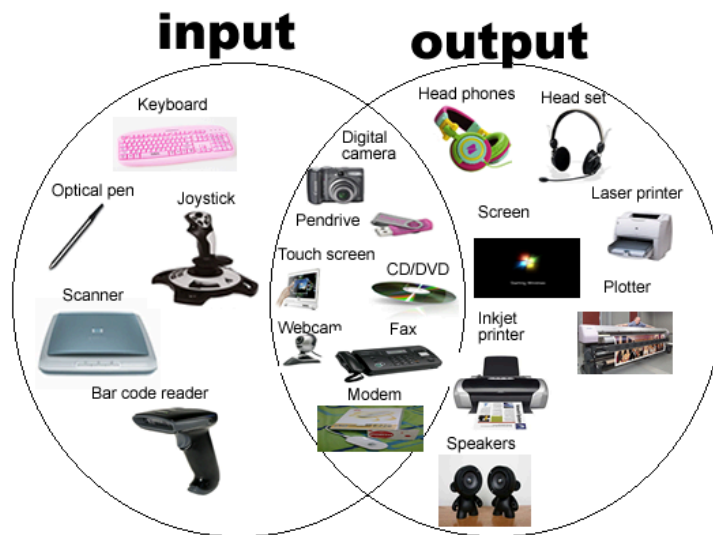 input
output
Keyboard
Head phones
Head set
Digital
camera
Optical pen
Joystick
Laser printer
Pendrive
Screen
Touch screen
CD/DVD
Scanner
Plotter
Webcam
Fax
Inkjet
printer
Bar code reader
Modem
Speakers